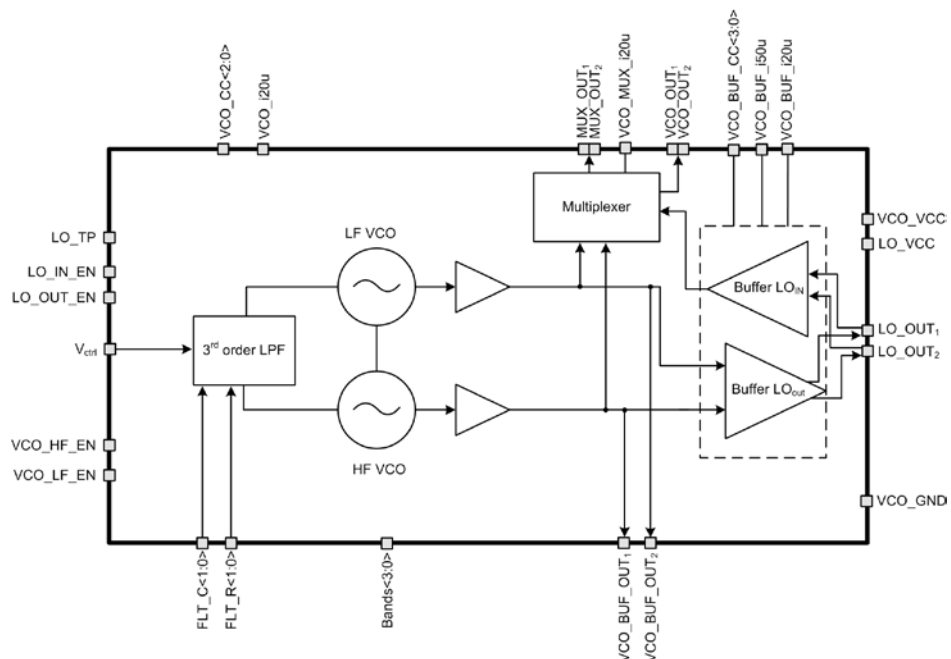 VCO_CC<2:0>
VCO_i20u
MUX_OUT1
MUX_OUT2
VCO_MUX_i20u
VCO_OUT1
VCO_OUT2
VCO_BUF_CC<3:0>
VCO_BUF_i50u
VCO_BUF_i20u
LO_TP
LO_IN_EN
LO_OUT_EN
Vctrl
VCO_HF_EN
VCO_LF_EN
3rd order LPF
LF VCO
HF VCO
Multiplexer
Buffer LOIN
Buffer LOout
VCO_VCC
LO_VCC
LO_OUT1
LO_OUT2
VCO_GND
FLT_C<1:0>
FLT_R<1:0>
Bands<3:0>
VCO_BUF_OUT1
VCO_BUF_OUT2